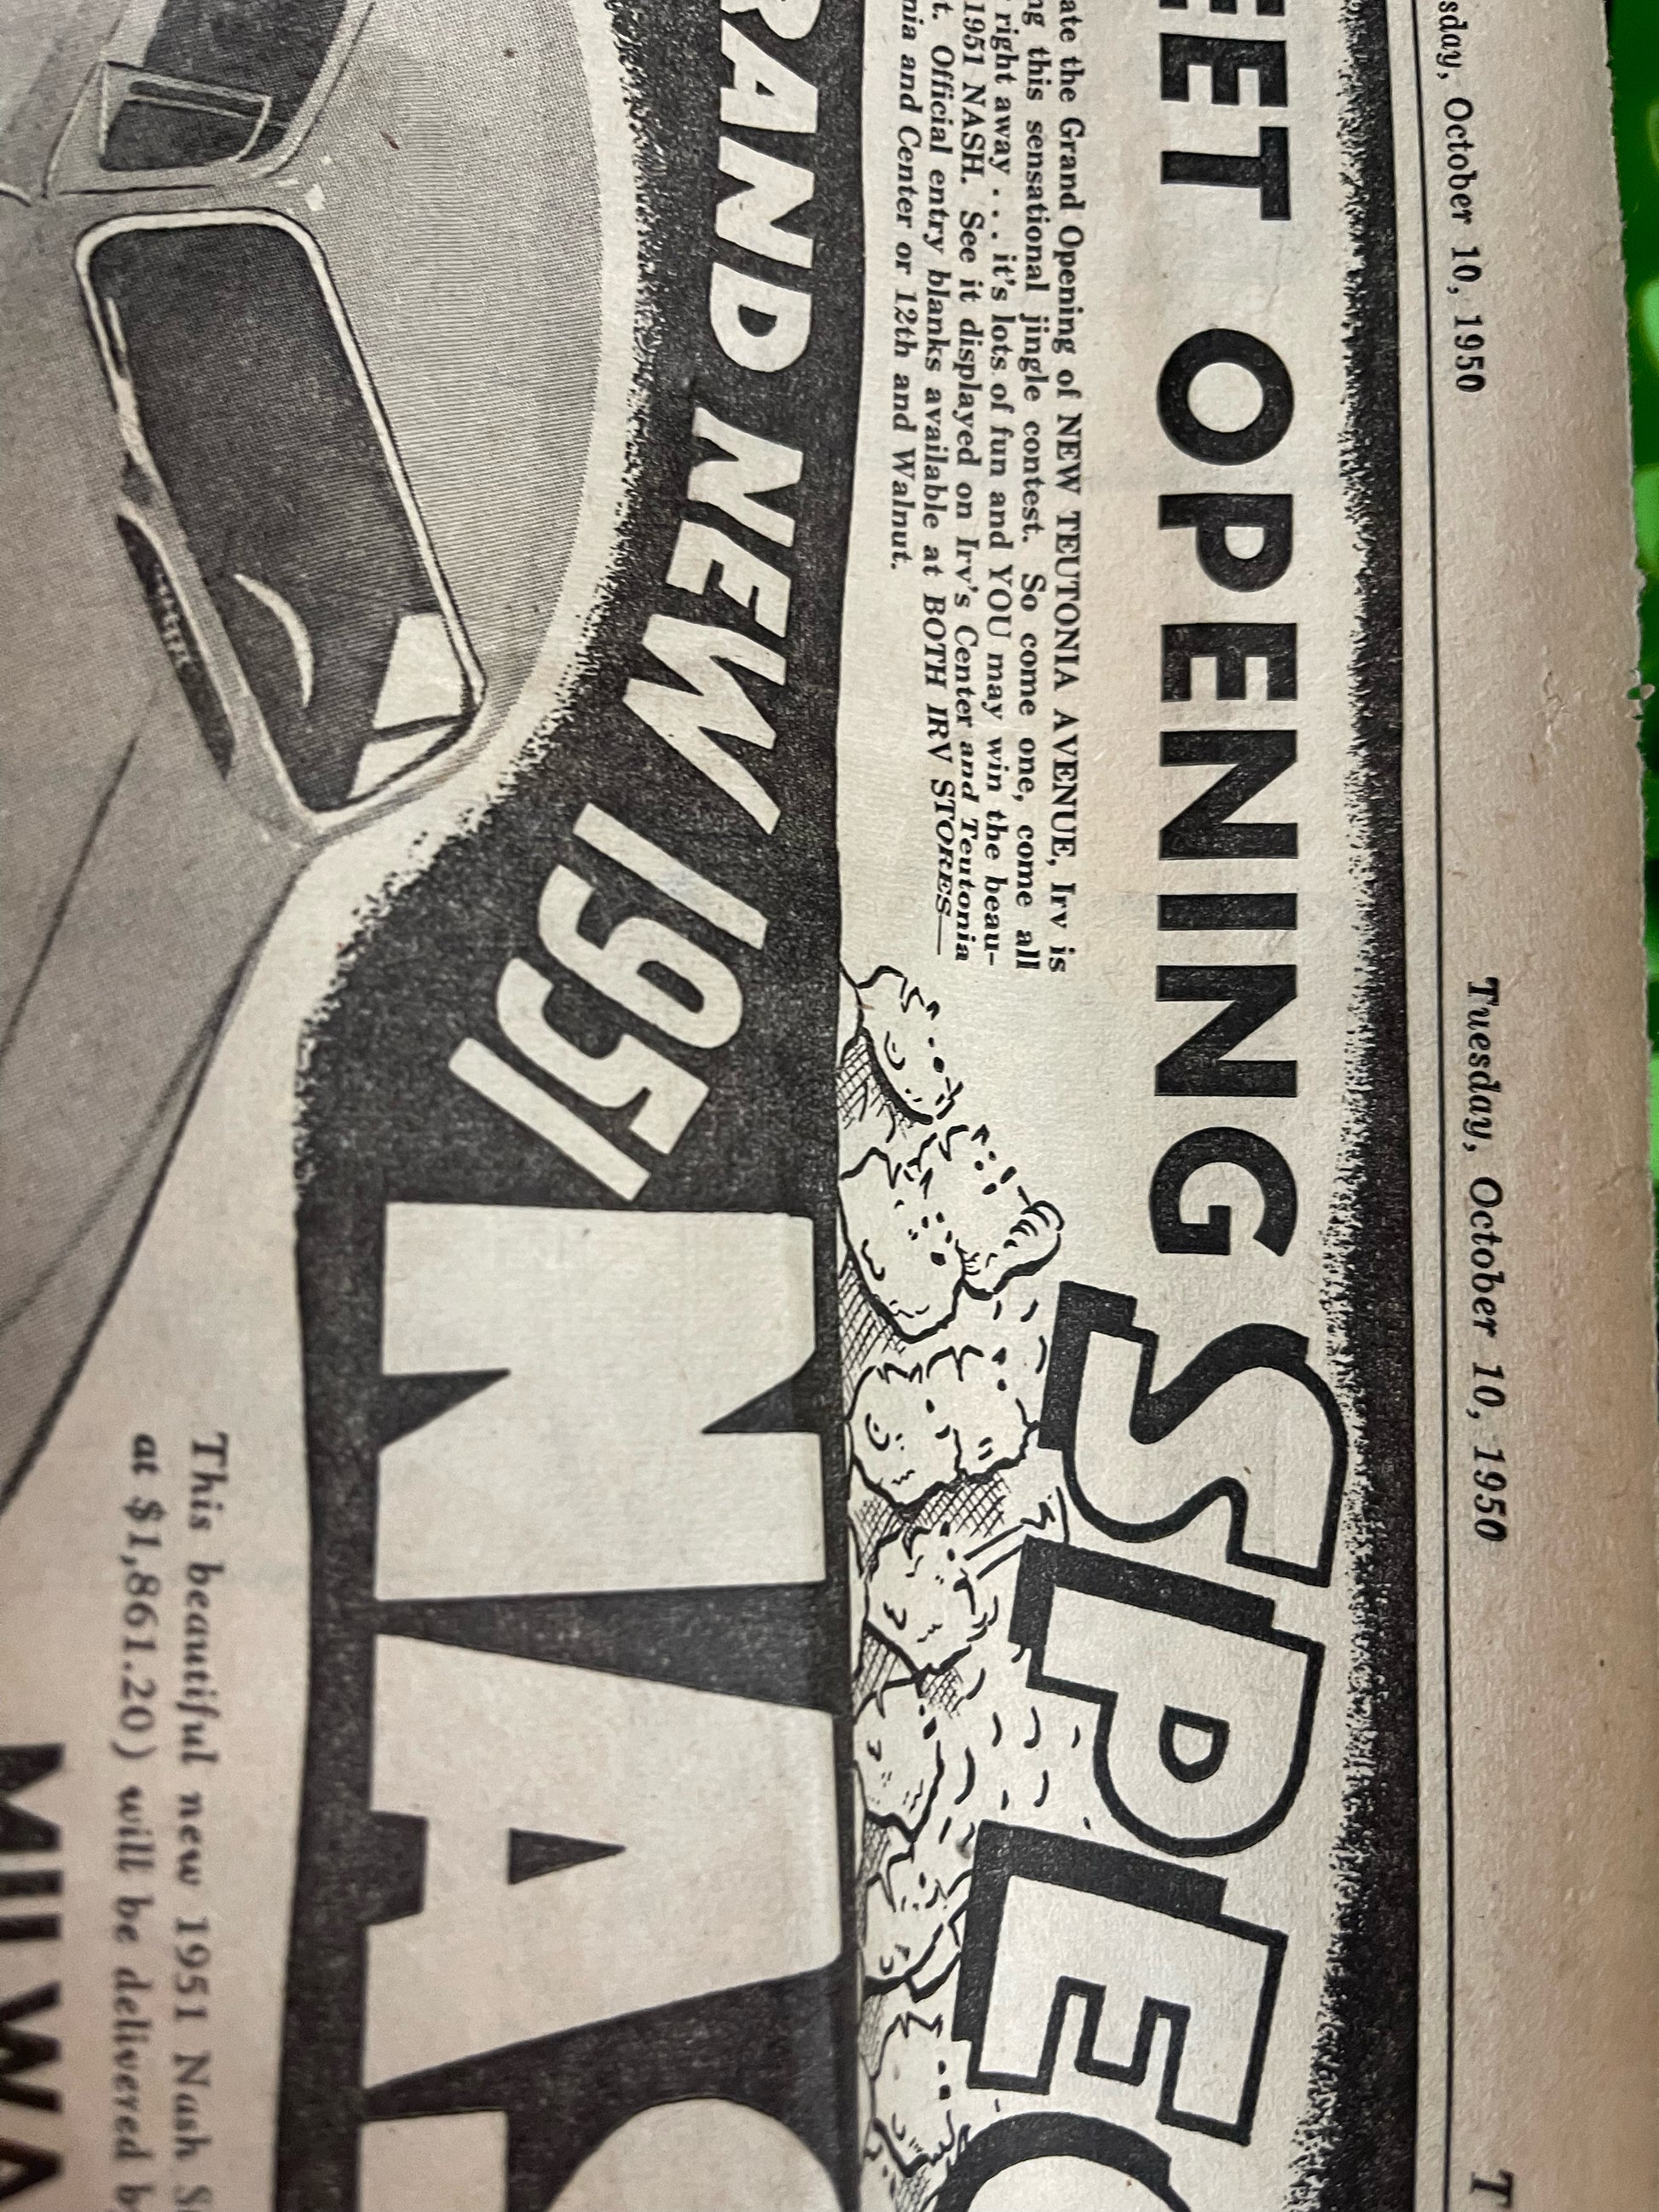 sday, October 10, 1950
Tuesday, October 10, 1950
T
EET OPENING SPEC
ate the Grand Opening of NEW TEUTONIA AVENUE, Irv is
ng this sensational jingle contest. So come one, come all
right away . . . it's lots of fun and YOU may win the beau-
1951 NASH. See it displayed on Irv's Center and Teutonia
t. Official entry blanks available at BOTH IRV STORES—
nia and Center or 12th and Walnut.
RAND NEW 1951
NAS
This beautiful new 1951 Nash S
at $1,861.20) will be delivered b
MILWA